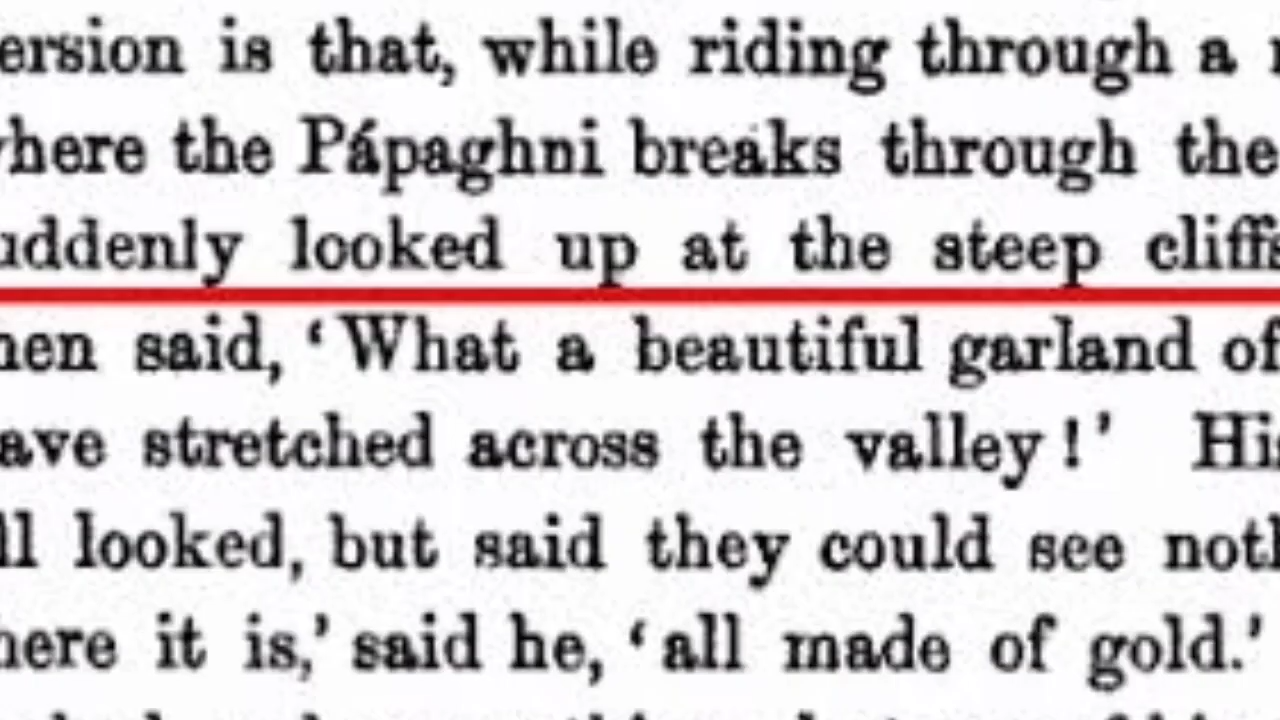 ersion is that, while riding through a
where the Pápaghni breaks through the
uddenly looked up at the steep cliffs
hen said, ‘What a beautiful garland of
ave stretched across the valley!’ Hi
ll looked, but said they could see noth
here it is,’ said he, ‘all made of gold.’